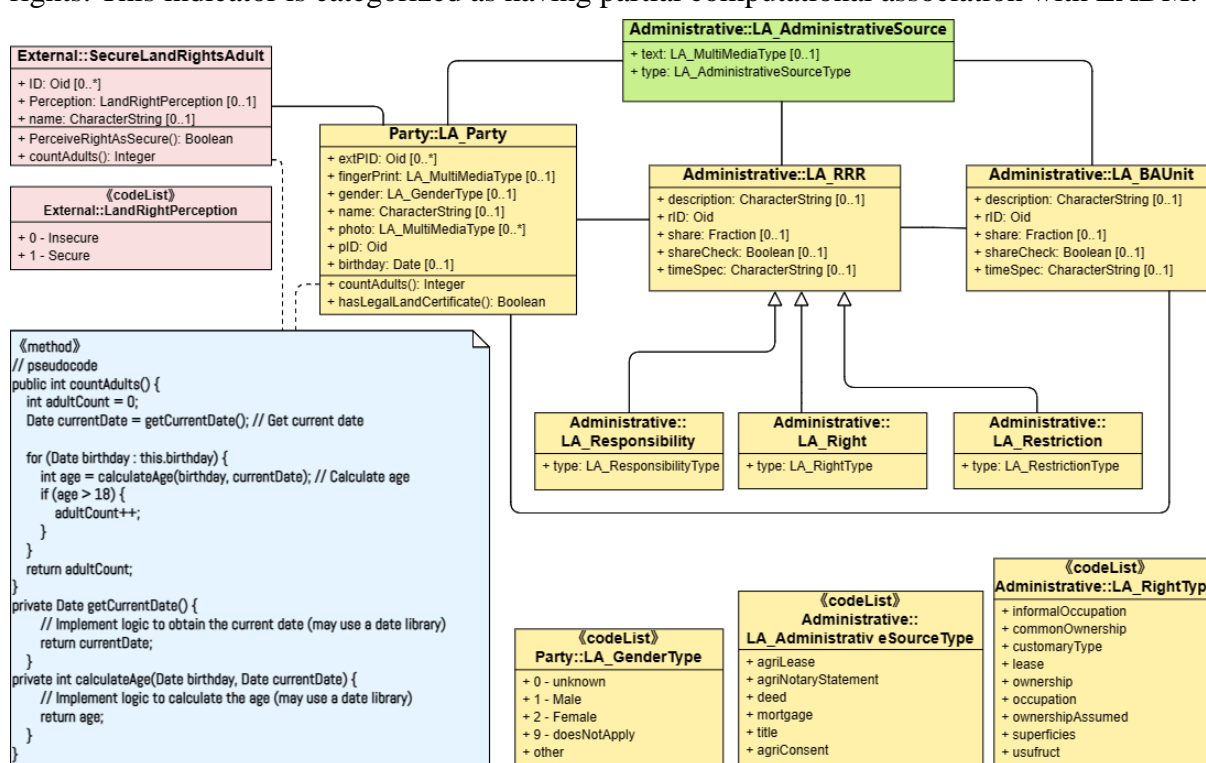 rights. This indicator is categorized as having partial computational association with LADM.
Administrative::LA_AdministrativeSource
+ text: LA_MultiMediaType [0..1]
+ type: LA_AdministrativeSourceType
External::SecureLandRightsAdult
+ ID: Oid [0..*]
+ Perception: LandRightPerception [0..1]
+ name: CharacterString [0..1]
+ PerceiveRightAsSecure(): Boolean
+ countAdults(): Integer
《codeList》
External::LandRightPerception
+ 0 - Insecure
+ 1 - Secure
Party::LA_Party
+ extPID: Oid [0..*]
+ fingerPrint: LA_MultiMediaType [0..1]
+ gender: LA_GenderType [0..1]
+ name: CharacterString [0..1]
+ photo: LA_MultiMediaType [0..*]
+ pID: Oid
+ birthday: Date [0..1]
+ countAdults(): Integer
+ hasLegalLandCertificate(): Boolean
Administrative::LA_RRR
+ description: CharacterString [0..1]
+ rID: Oid
+ share: Fraction [0..1]
+ shareCheck: Boolean [0..1]
+ timeSpec: CharacterString [0..1]
Administrative::LA_BAUnit
+ description: CharacterString [0..1]
+ rID: Oid
+ share: Fraction [0..1]
+ shareCheck: Boolean [0..1]
+ timeSpec: CharacterString [0..1]
《method》
// pseudocode
public int countAdults() {
int adultCount = 0;
Date currentDate = getCurrentDate(); // Get current date
for (Date birthday : this.birthday) {
int age = calculateAge(birthday, currentDate); // Calculate age
if (age > 18) {
adultCount++;
}
}
return adultCount;
}
private Date getCurrentDate() {
// Implement logic to obtain the current date (may use a date library)
return currentDate;
}
private int calculateAge(Date birthday, Date currentDate) {
// Implement logic to calculate the age (may use a date library)
return age;
}
}
Administrative::
LA_Responsibility
+ type: LA_ResponsibilityType
Administrative::
LA_Right
+ type: LA_RightType
Administrative::
LA_Restriction
+ type: LA_RestrictionType
《codeList》
Party::LA_GenderType
+ 0 - unknown
+ 1 - Male
+ 2 - Female
+ 9 - doesNotApply
+ other
《codeList》
Administrative::
LA_Administrativ eSourceType
+ agriLease
+ agriNotaryStatement
+ deed
+ mortgage
+ title
+ agriConsent
《codeList》
Administrative::LA_RightTyp
+ informalOccupation
+ commonOwnership
+ customaryType
+ lease
+ ownership
+ occupation
+ ownershipAssumed
+ superficies
+ usufruct